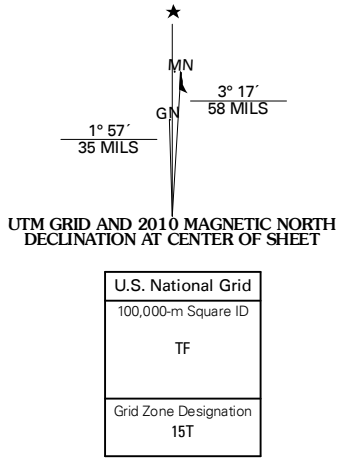 ★
MN
GN
3° 17´
58 MILS
1° 57´
35 MILS
UTM GRID AND 2010 MAGNETIC NORTH
DECLINATION AT CENTER OF SHEET
U.S. National Grid
100,000-m Square ID
TF
Grid Zone Designation
15T